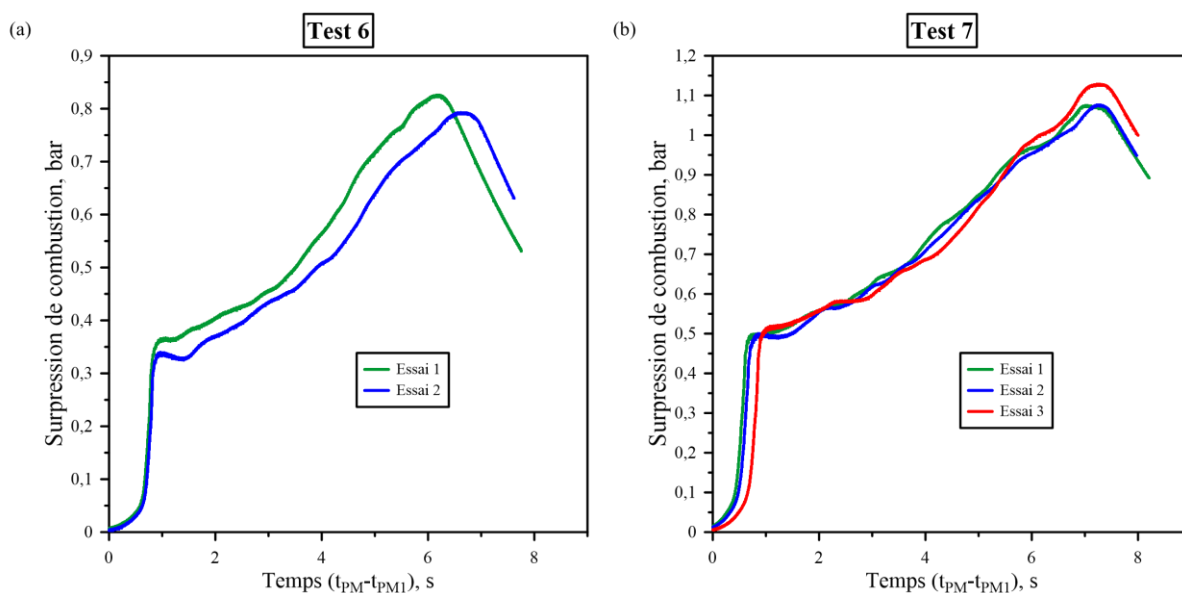 (a)
Test 6
0,9
0,8
0,7
0,6
0,5
0,4
0,3
0,2
0,1
0
Surpression de combustion, bar
0 2 4 6 8
Temps (tPM-tPM1), s
Essai 1
Essai 2
(b)
Test 7
1,2
1,1
1
0,9
0,8
0,7
0,6
0,5
0,4
0,3
0,2
0,1
0
Surpression de combustion, bar
0 2 4 6 8
Temps (tPM-tPM1), s
Essai 1
Essai 2
Essai 3